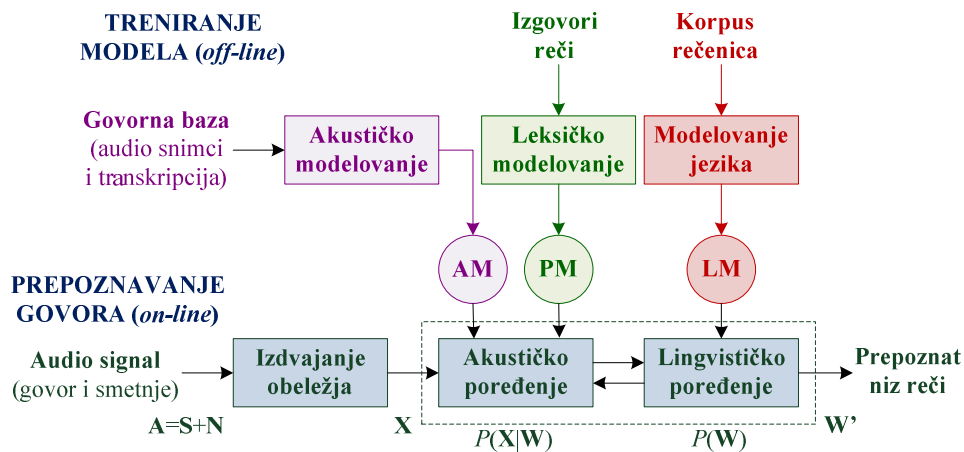 TRENIRANJE
MODELA (off-line)
Izgovori
reči
Korpus
rečenica
Govorna baza
(audio snimci
i transkripcija)
Akustičko
modelovanje
Leksičko
modelovanje
Modelovanje
jezika
AM
PM
LM
PREPOZNAVANJE
GOVORA (on-line)
Audio signal
(govor i smetnje)
Izdvajanje
obeležja
Akustičko
poređenje
Lingvističko
poređenje
Prepoznat
niz reči
A=S+N
X
P(X|W)
P(W)
W'